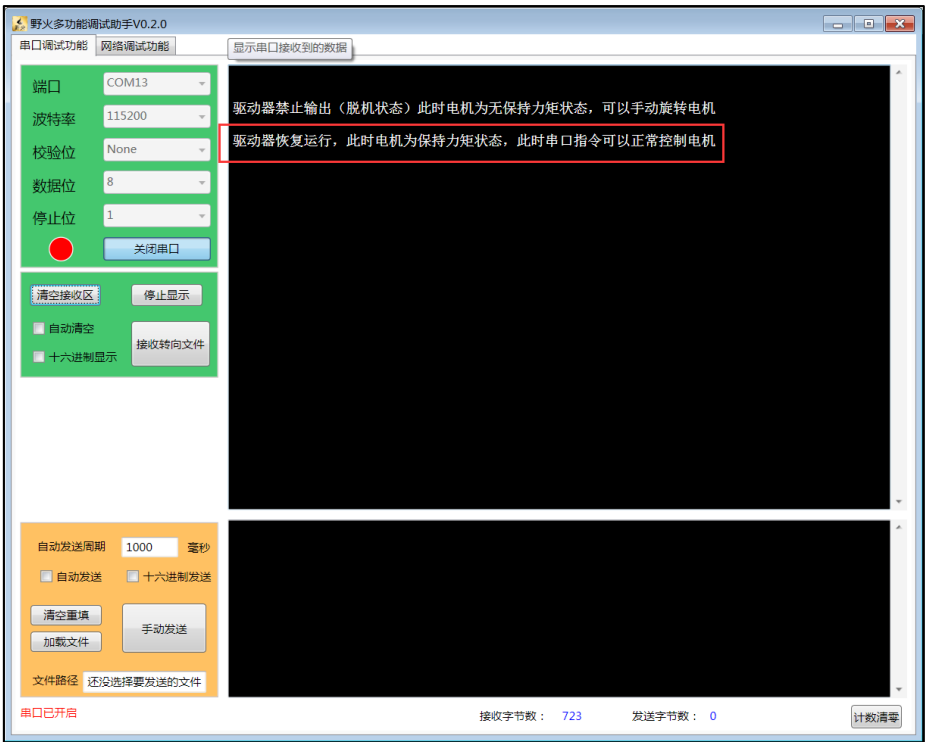 野火多功能调试助手V0.2.0
串口调试功能 网络调试功能
显示串口接收到的数据
端口 COM13
波特率 115200
校验位 None
数据位 8
停止位 1
关闭串口
驱动器禁止输出（脱机状态）此时电机为无保持力矩状态，可以手动旋转电机
驱动器恢复运行，此时电机为保持力矩状态，此时串口指令可以正常控制电机
清空接收区 停止显示
自动清空
接收转向文件
十六进制显示
自动发送周期 1000 毫秒
自动发送 十六进制发送
清空重填
手动发送
加载文件
文件路径 还没选择要发送的文件
串口已开启
接收字节数： 723 发送字节数： 0
计数清零